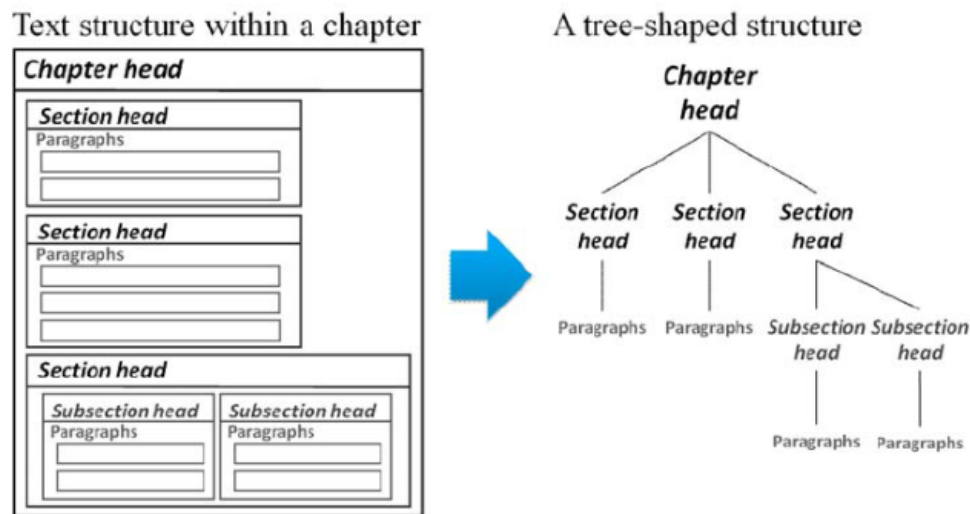 Text structure within a chapter
Chapter head
Section head
Paragraphs
Section head
Paragraphs
Section head
Subsection head
Paragraphs
Subsection head
Paragraphs
A tree-shaped structure
Chapter
head
Section
head
Section
head
Section
head
Paragraphs
Paragraphs
Subsection
head
Subsection
head
Paragraphs
Paragraphs